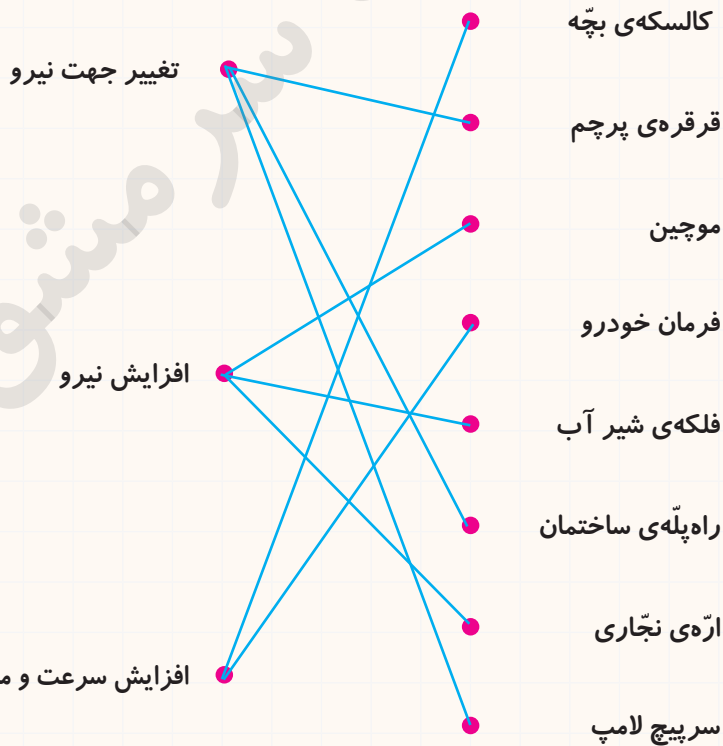 کالسکه‌ی بچّه
قرقره‌ی پرچم
موچین
فرمان خودرو
فلکه‌ی شیر آب
راه‌پلّه‌ی ساختمان
ارّه‌ی نجّاری
سرپیچ لامپ
تغییر جهت نیرو
افزایش نیرو
افزایش سرعت و
سرمشق